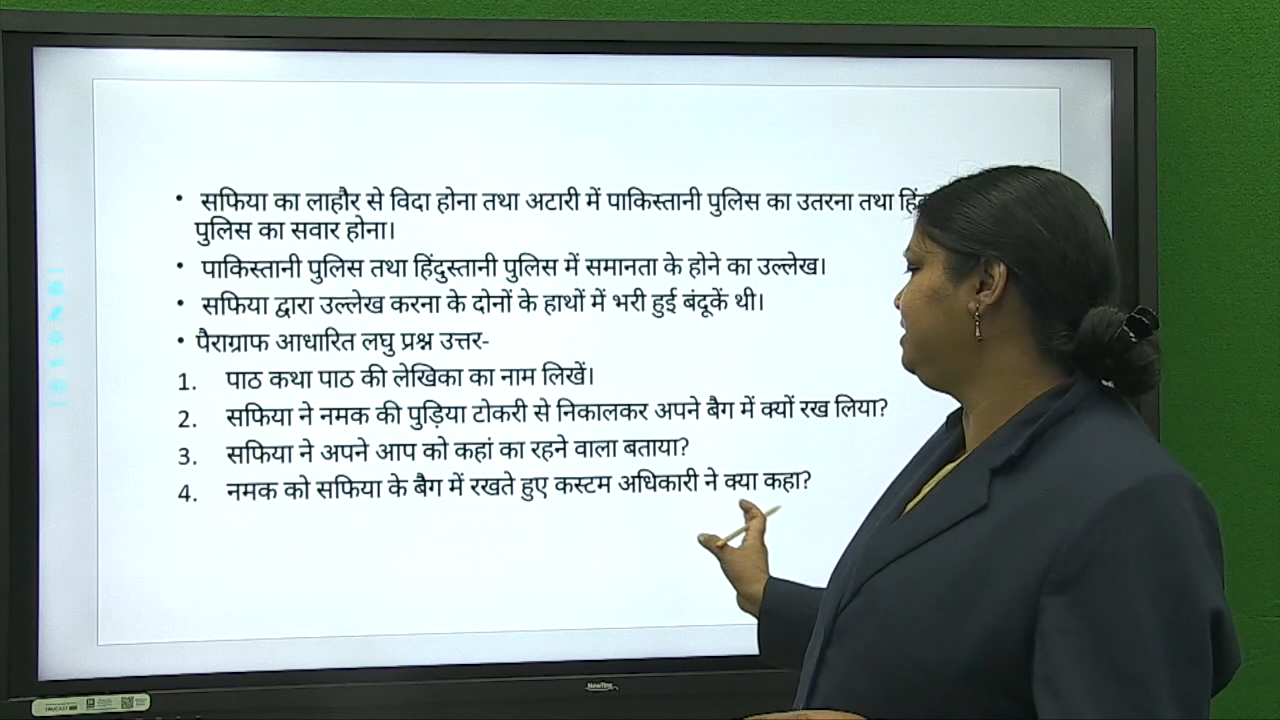 • सफिया का लाहौर से विदा होना तथा अटारी में पाकिस्तानी पुलिस का उतरना तथा
पुलिस का सवार होना।
• पाकिस्तानी पुलिस तथा हिंदुस्तानी पुलिस में समानता के होने का उल्लेख।
• सफिया द्वारा उल्लेख करना के दोनों के हाथों में भरी हुई बंदूकें थी।
• पैराग्राफ आधारित लघु प्रश्न उत्तर-
1. पाठ कथा पाठ की लेखिका का नाम लिखें।
2. सफिया ने नमक की पुड़िया टोकरी से निकालकर अपने बैग में क्यों रख लिया?
3. सफिया ने अपने आप को कहां का रहने वाला बताया?
4. नमक को सफिया के बैग में रखते हुए कस्टम अधिकारी ने क्या कहा?
Newline